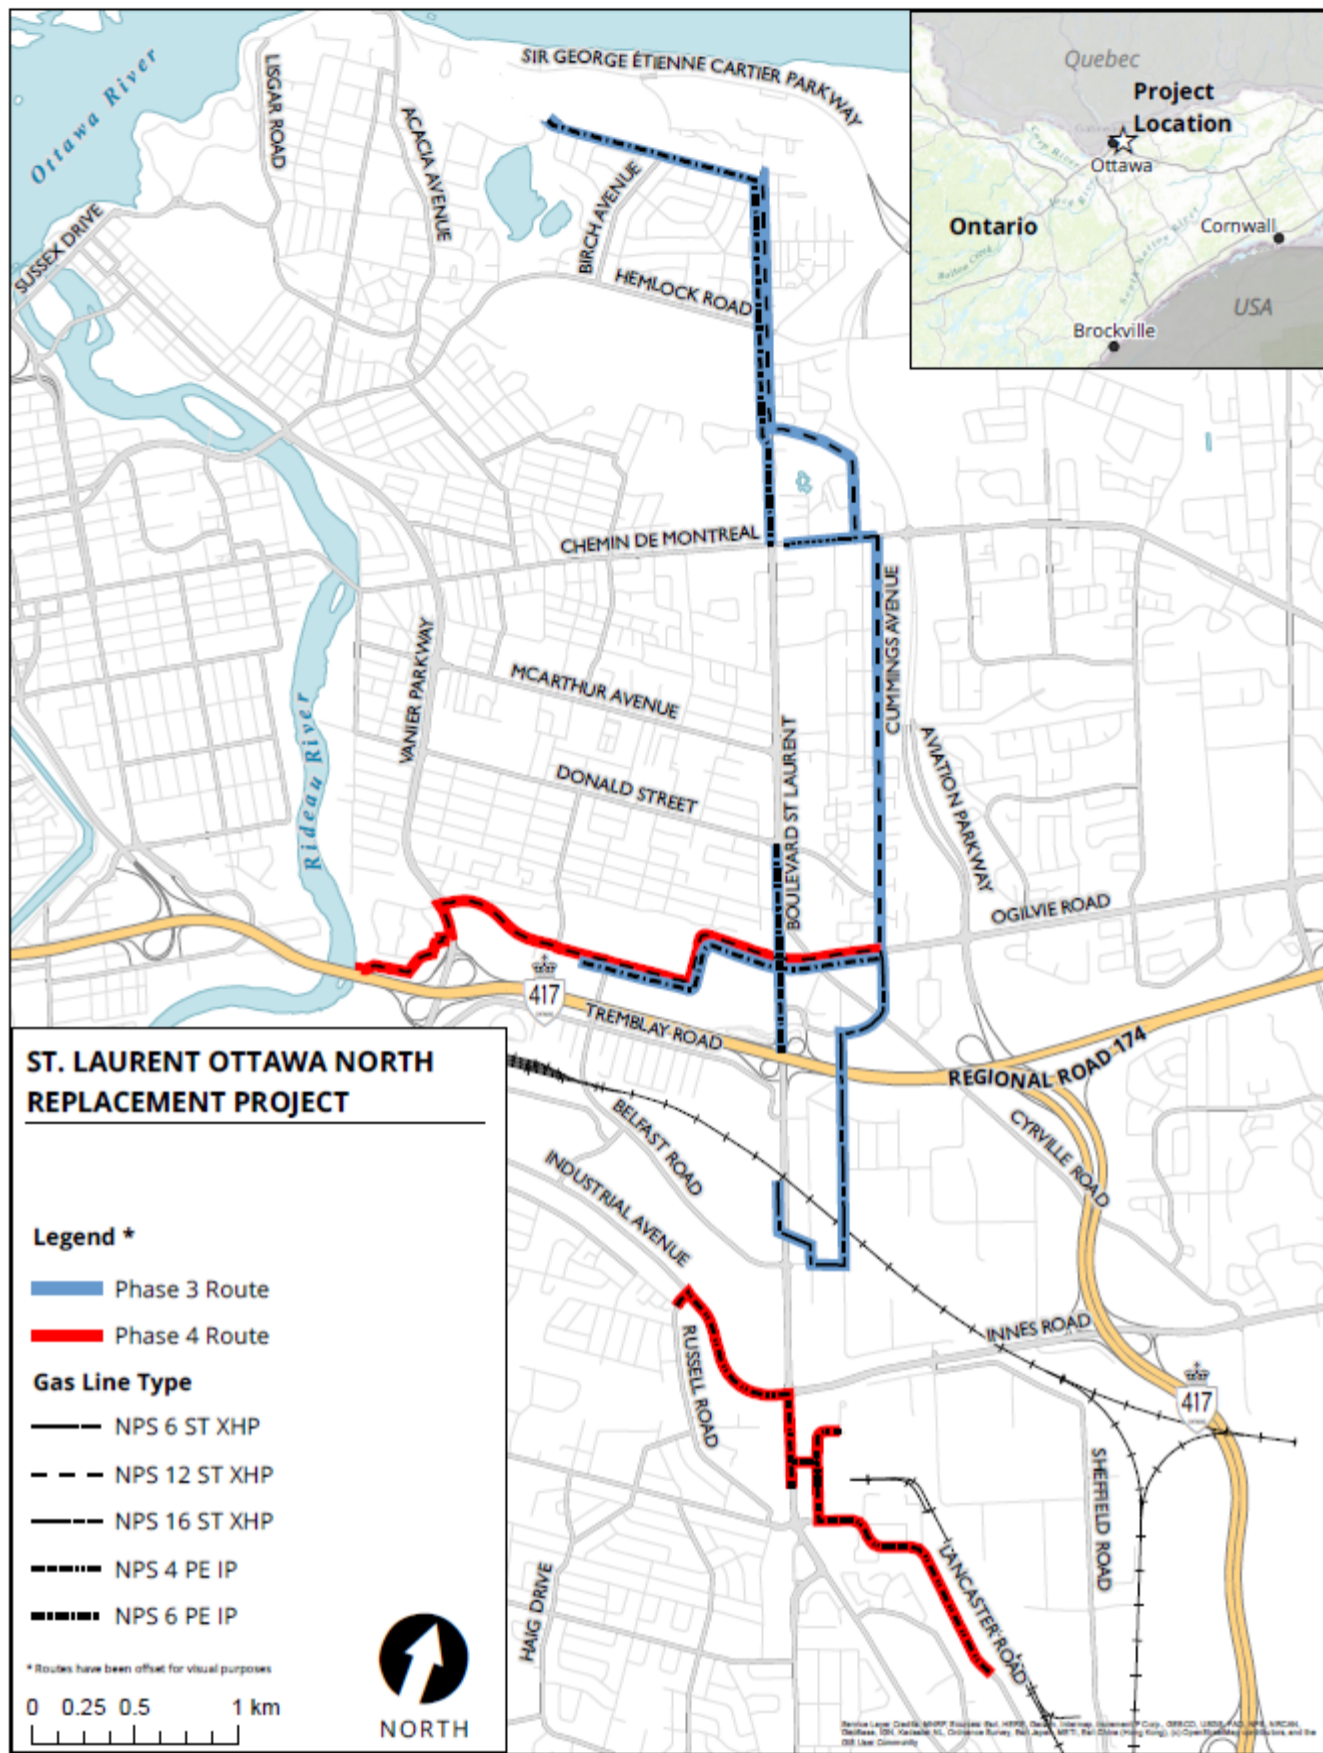 Ottawa River
LISGAR ROAD
ACACIA AVENUE
SIR GEORGE ÉTIENNE CARTIER PARKWAY
BIRCH AVENUE
HEMLOCK ROAD
SUSSEX DRIVE
Quebec
Project
Location
Ottawa
Ontario
Cornwall
South Nation River
USA
Brockville
CHEMIN DE MONTREAL
CUMMINGS AVENUE
VANIER PARKWAY
MCARTHUR AVENUE
Rideau River
DONALD STREET
BOULEVARD ST LAURENT
AVIATION PARKWAY
OGILVIE ROAD
417
TREMBLAY ROAD
REGIONAL ROAD 174
BELFAST ROAD
CYRVILLE ROAD
INDUSTRIAL AVENUE
INNES ROAD
RUSSELL ROAD
417
SHEFFIELD ROAD
LANCASTER ROAD
HAIG DRIVE
ST. LAURENT OTTAWA NORTH
REPLACEMENT PROJECT
Legend *
Phase 3 Route
Phase 4 Route
Gas Line Type
NPS 6 ST XHP
NPS 12 ST XHP
NPS 16 ST XHP
NPS 4 PE IP
NPS 6 PE IP
* Routes have been offset for visual purposes
0 0.25 0.5 1 km
NORTH
GIS User Community